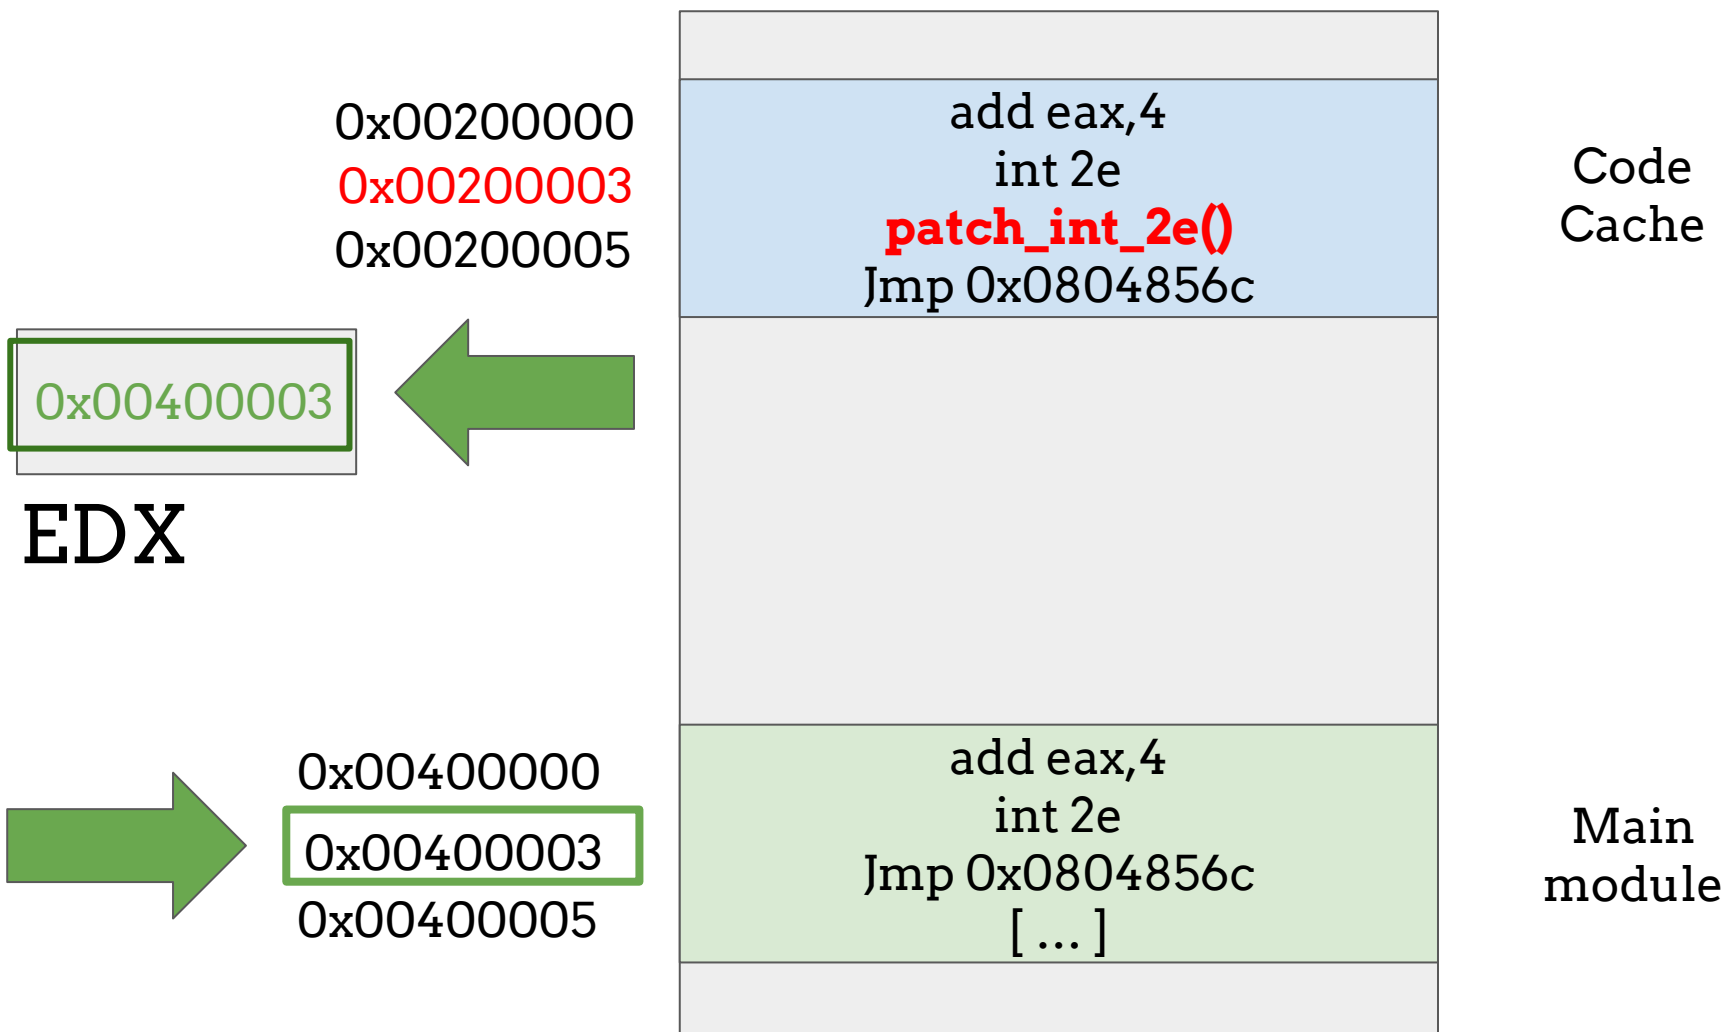 0x00200000
0x00200003
0x00200005
add eax,4
int 2e
patch_int_2e()
Jmp 0x0804856c
Code
Cache
0x00400003
EDX
0x00400000
0x00400003
0x00400005
add eax,4
int 2e
Jmp 0x0804856c
[ ... ]
Main
module